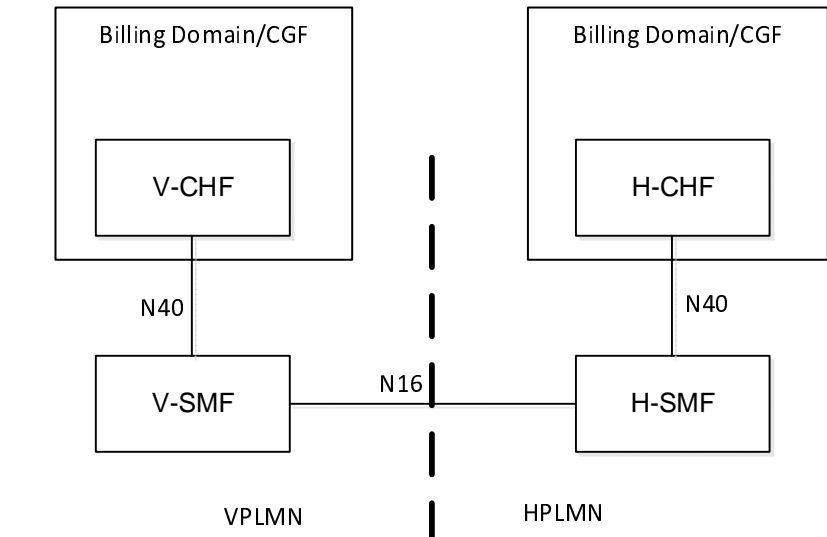 Billing Domain/CGF
Billing Domain/CGF
V-CHF
H-CHF
N40
N40
V-SMF
N16
H-SMF
VPLMN
HPLMN